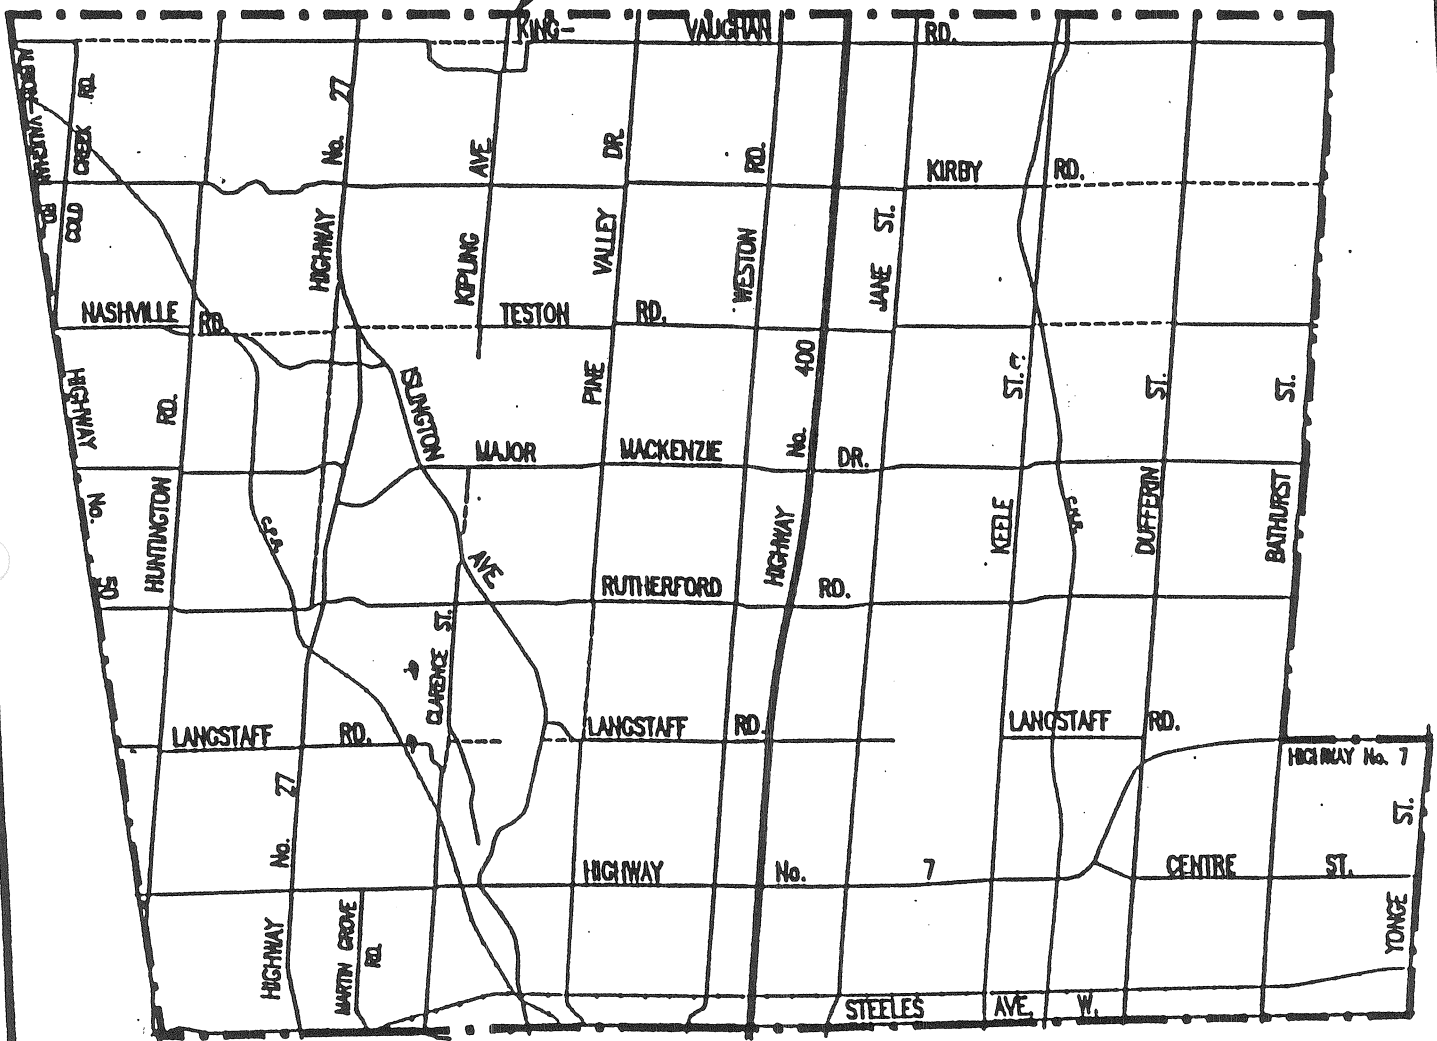 KING- VAUGHAN RD.
ALBION-VAUGHAN RD.
COLD CREEK RD.
HIGHWAY No. 27
KIPLING AVE.
PINE VALLEY DR.
WESTON RD.
JANE ST.
KIRBY RD.
NASHVILLE RD.
TESTON RD.
HIGHWAY No. 50
HUNTINGTON RD.
ISLINGTON AVE.
HIGHWAY No. 400
KEELE ST.
DUFFERIN ST.
BATHURST ST.
MAJOR MACKENZIE DR.
C.P.R.
C.N.R.
RUTHERFORD RD.
CLARENCE ST.
LANGSTAFF RD.
LANGSTAFF RD.
LANGSTAFF RD.
HIGHWAY No. 7
HIGHWAY No. 27
HIGHWAY No. 7
CENTRE ST.
YONGE ST.
MARTIN GROVE RD.
STEELES AVE. W.